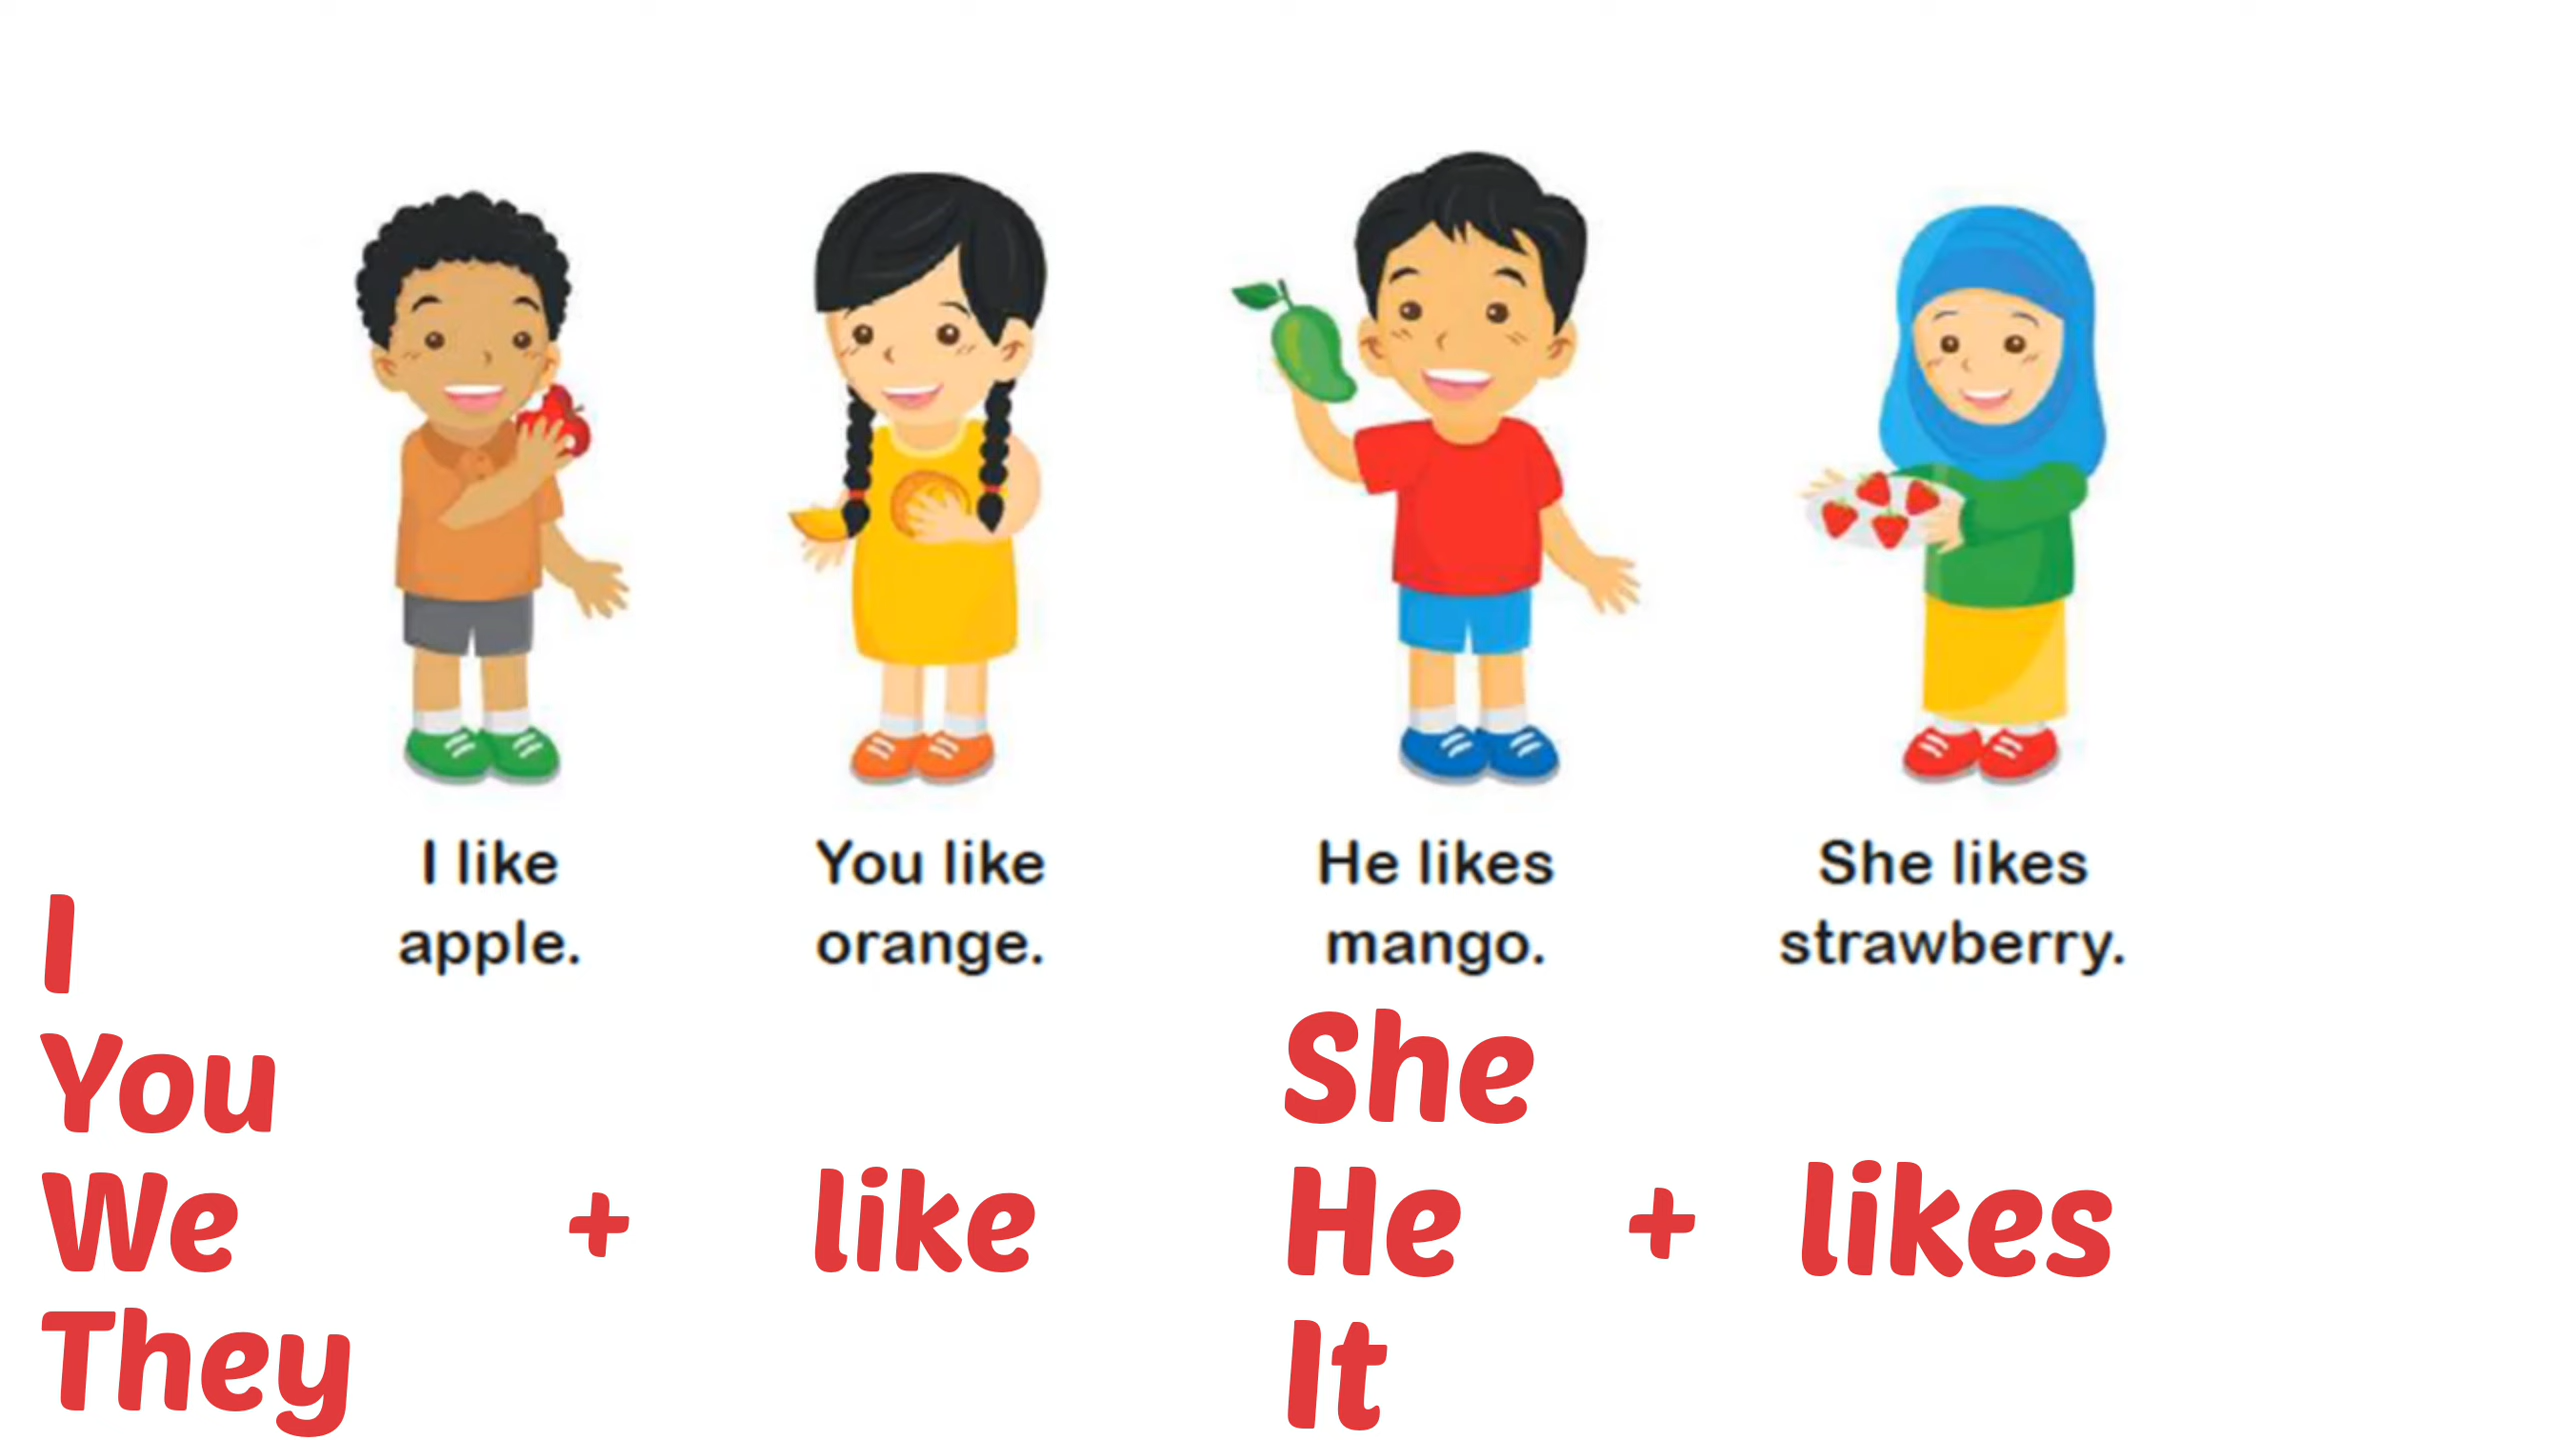 I like
apple.
You like
orange.
He likes
mango.
She likes
strawberry.
I
You
We
They
+ like
She
He
It
+ likes